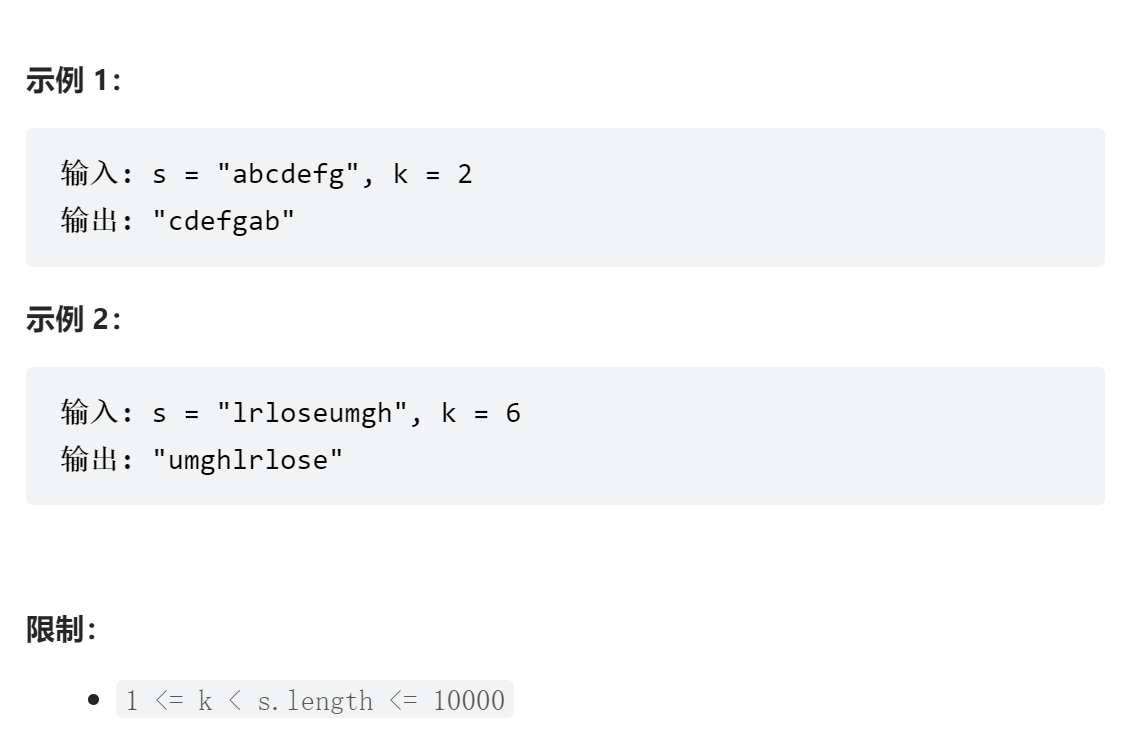 示例 1：
输入: s = "abcdefg", k = 2
输出: "cdefgab"
示例 2：
输入: s = "lrloseumgh", k = 6
输出: "umghlrlose"
限制：
• 1 <= k < s.length <= 10000